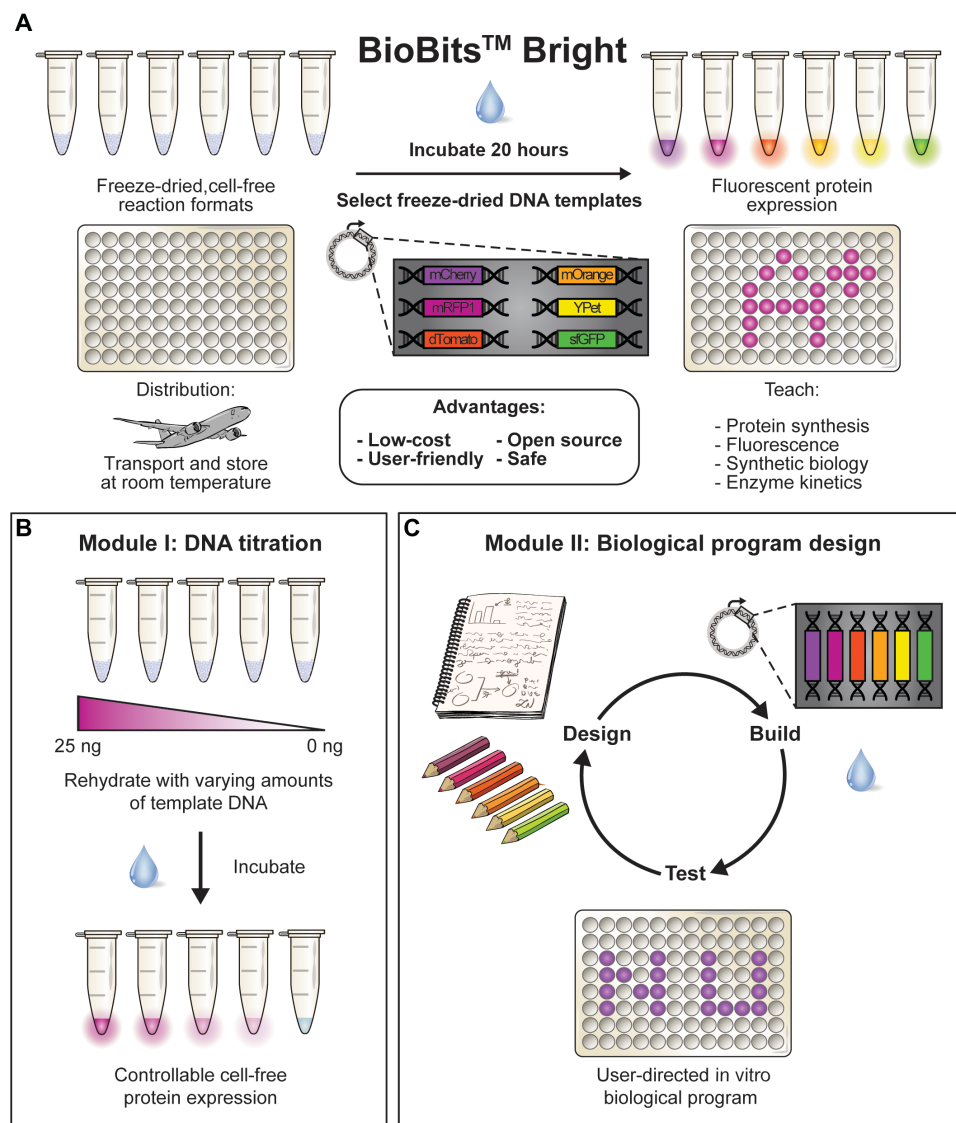 A
BioBits™ Bright
Incubate 20 hours
Select freeze-dried DNA templates
Freeze-dried,cell-free
reaction formats
Fluorescent protein
expression
mCherry
mOrange
mRFP1
YPet
dTomato
sfGFP
Distribution:
Transport and store
at room temperature
Advantages:
- Low-cost
- Open source
- User-friendly
- Safe
Teach:
- Protein synthesis
- Fluorescence
- Synthetic biology
- Enzyme kinetics
B
Module I: DNA titration
25 ng
0 ng
Rehydrate with varying amounts
of template DNA
Incubate
Controllable cell-free
protein expression
C
Module II: Biological program design
Design
Build
Test
NU
User-directed in vitro
biological program